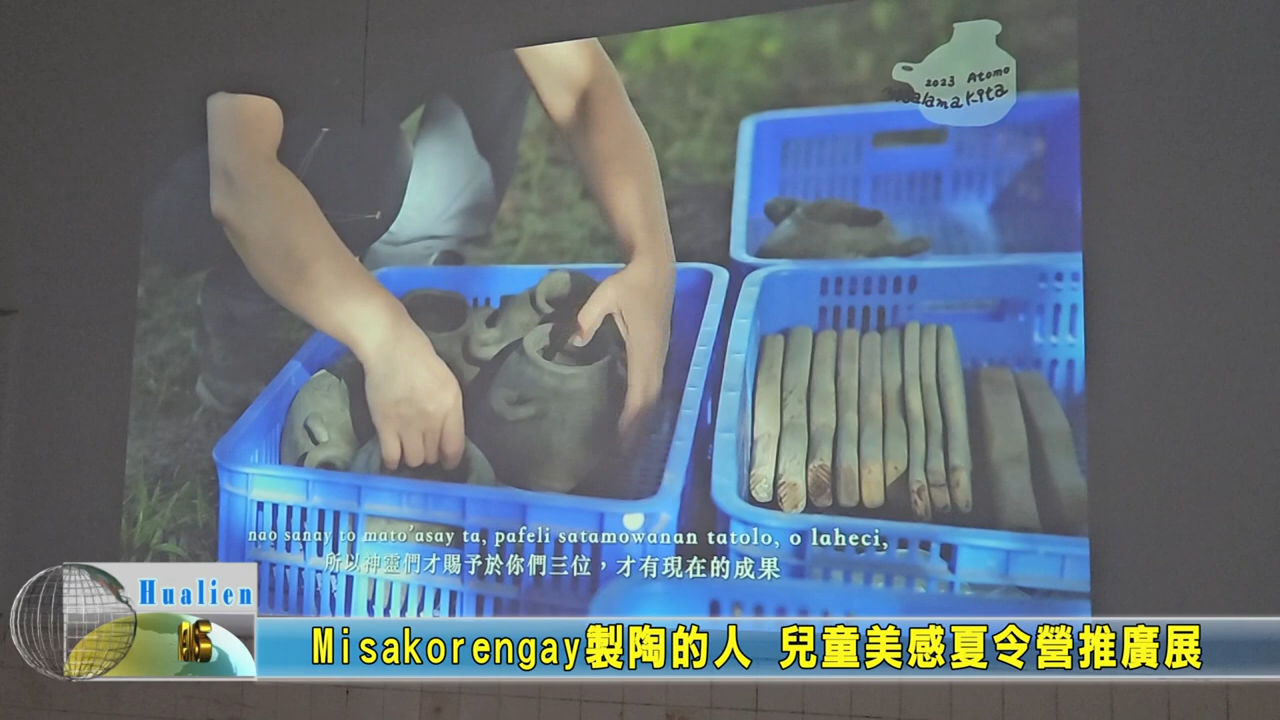 2023 Atomo
Misalama Kita
nao sanay to mato'asay ta, pafeli satamowanan tatolo, o laheci,
所以神靈們才賜予於你們三位，才有現在的成果
Hualien
Misakorengay製陶的人 兒童美感夏令營推廣展